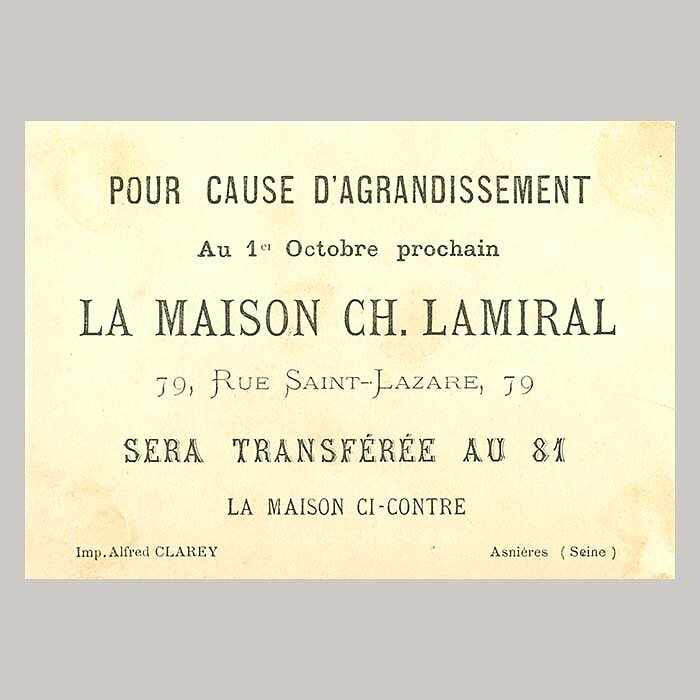 POUR CAUSE D'AGRANDISSEMENT
Au 1er Octobre prochain
LA MAISON CH. LAMIRAL
79, RUE SAINT-LAZARE, 79
SERA TRANSFÉRÉE AU 81
LA MAISON CI-CONTRE
Imp. Alfred CLAREY Asnières (Seine)